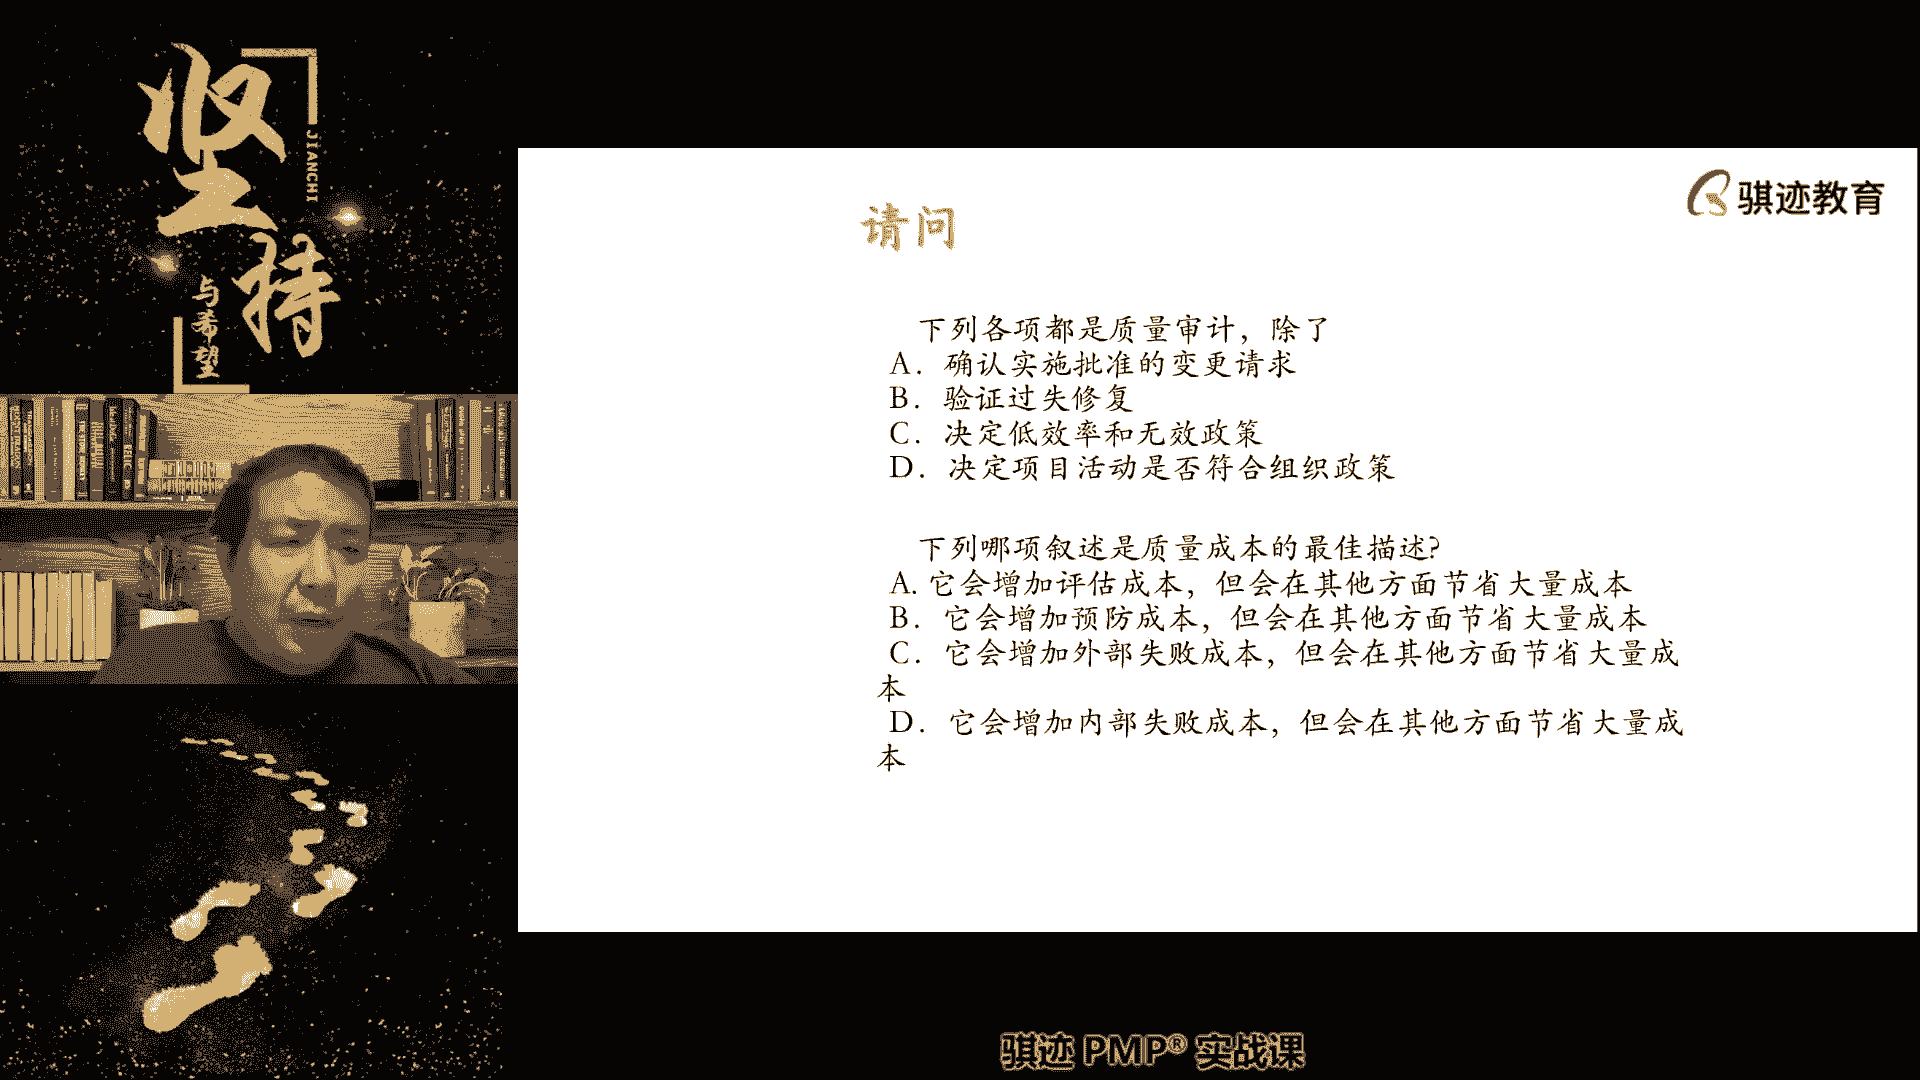 坚持
JIANCHI
与希望
骐迹教育
请问
下列各项都是质量审计，除了
A．确认实施批准的变更请求
B．验证过失修复
C．决定低效率和无效政策
D．决定项目活动是否符合组织政策
下列哪项叙述是质量成本的最佳描述?
A. 它会增加评估成本，但会在其他方面节省大量成本
B．它会增加预防成本，但会在其他方面节省大量成本
C．它会增加外部失败成本，但会在其他方面节省大量成
本
D．它会增加内部失败成本，但会在其他方面节省大量成
本
骐迹 PMP® 实战课